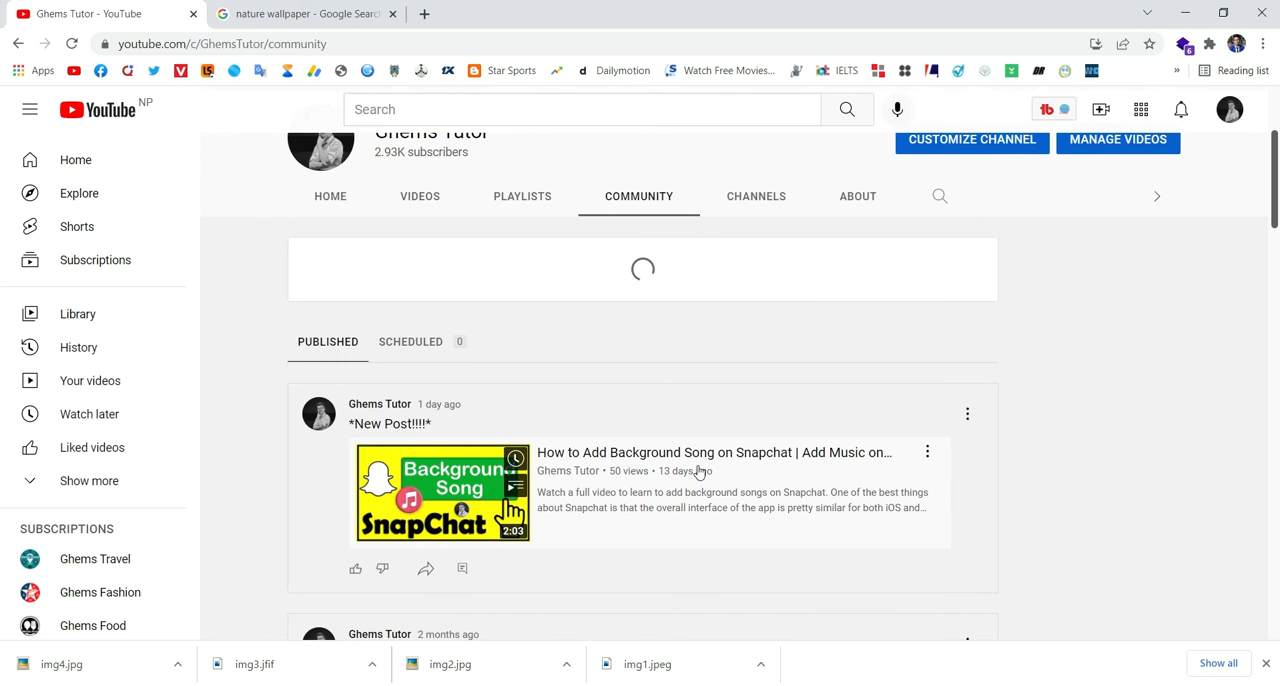 Ghems Tutor - YouTube
nature wallpaper - Google Search
youtube.com/c/GhemsTutor/community
Apps
Star Sports
Dailymotion
Watch Free Movies...
IELTS
Reading list
YouTube NP
Search
Ghems Tutor
2.93K subscribers
CUSTOMIZE CHANNEL
MANAGE VIDEOS
HOME
VIDEOS
PLAYLISTS
COMMUNITY
CHANNELS
ABOUT
Home
Explore
Shorts
Subscriptions
Library
History
Your videos
Watch later
Liked videos
Show more
SUBSCRIPTIONS
Ghems Travel
Ghems Fashion
Ghems Food
PUBLISHED
SCHEDULED 0
Ghems Tutor 1 day ago
*New Post!!!!*
Background
Song
SnapChat
2:03
How to Add Background Song on Snapchat | Add Music on...
Ghems Tutor • 50 views • 13 days ago
Watch a full video to learn to add background songs on Snapchat. One of the best things
about Snapchat is that the overall interface of the app is pretty similar for both iOS and...
Ghems Tutor 2 months ago
img4.jpg
img3.jfif
img2.jpg
img1.jpeg
Show all